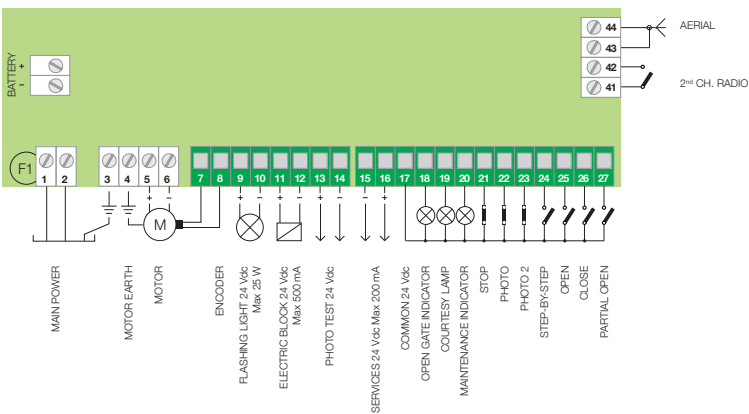 44
AERIAL
43
42
2nd CH. RADIO
41
BATTERY
+
–
F1
1 2 3 4 5 6 7 8 9 10 11 12 13 14 15 16 17 18 19 20 21 22 23 24 25 26 27
+ – + – + – + – + –
M
MAIN POWER
MOTOR EARTH
MOTOR
ENCODER
FLASHING LIGHT 24 Vdc
Max 25 W
ELECTRIC BLOCK 24 Vdc
Max 500 mA
PHOTO TEST 24 Vdc
SERVICES 24 Vdc Max 200 mA
COMMON 24 Vdc
OPEN GATE INDICATOR
COURTESY LAMP
MAINTENANCE INDICATOR
STOP
PHOTO
PHOTO 2
STEP-BY-STEP
OPEN
CLOSE
PARTIAL OPEN